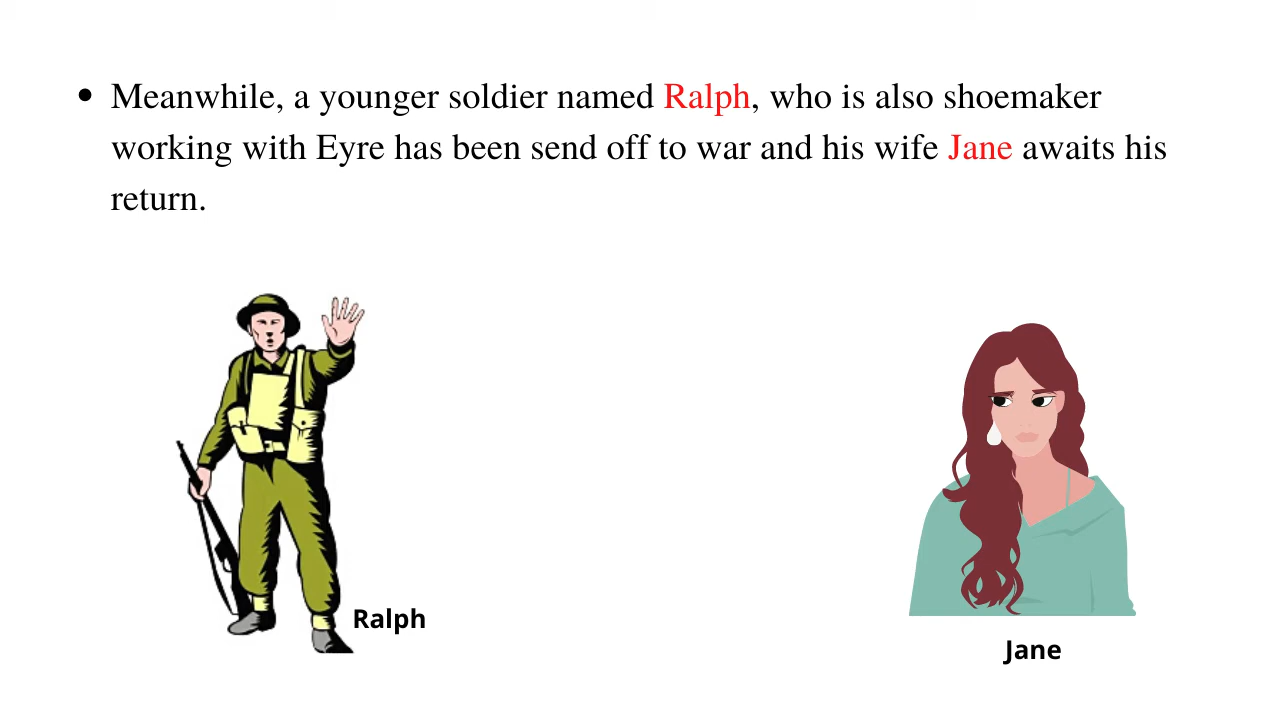 • Meanwhile, a younger soldier named Ralph, who is also shoemaker
working with Eyre has been send off to war and his wife Jane awaits his
return.
Ralph
Jane